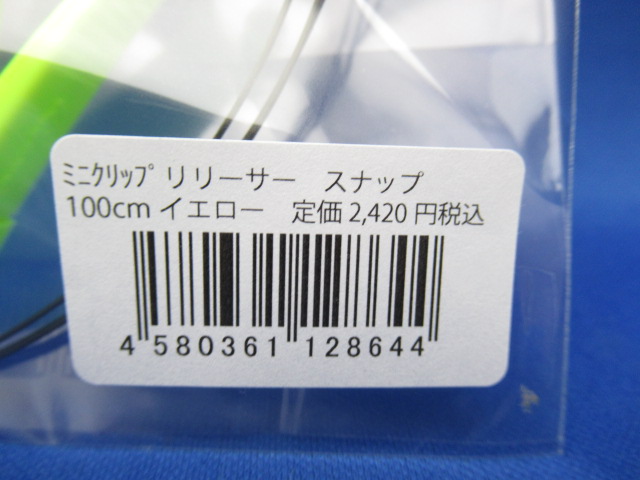 ﾐﾆｸﾘｯﾌﾟ リリーサー　スナップ
100cm イエロー　定価 2,420 円税込
4 580361 128644